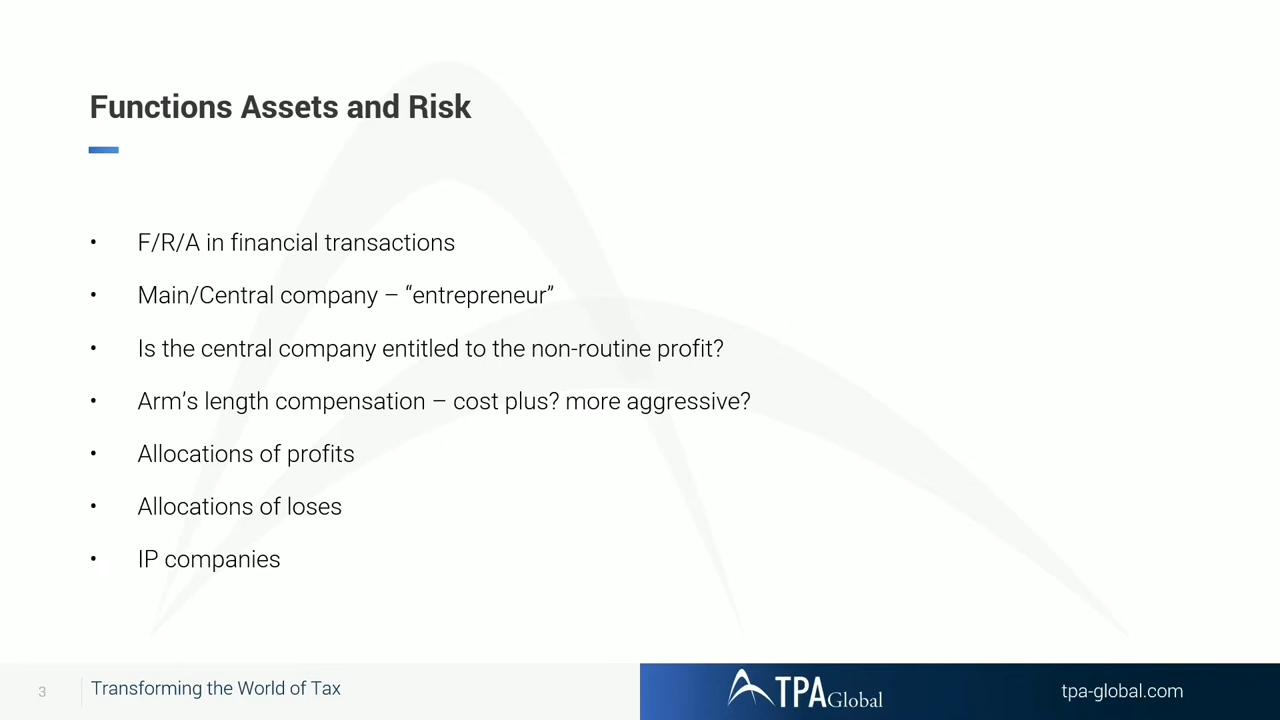 Functions Assets and Risk
• F/R/A in financial transactions
• Main/Central company – “entrepreneur”
• Is the central company entitled to the non-routine profit?
• Arm’s length compensation – cost plus? more aggressive?
• Allocations of profits
• Allocations of loses
• IP companies
3
Transforming the World of Tax
TPA Global
tpa-global.com